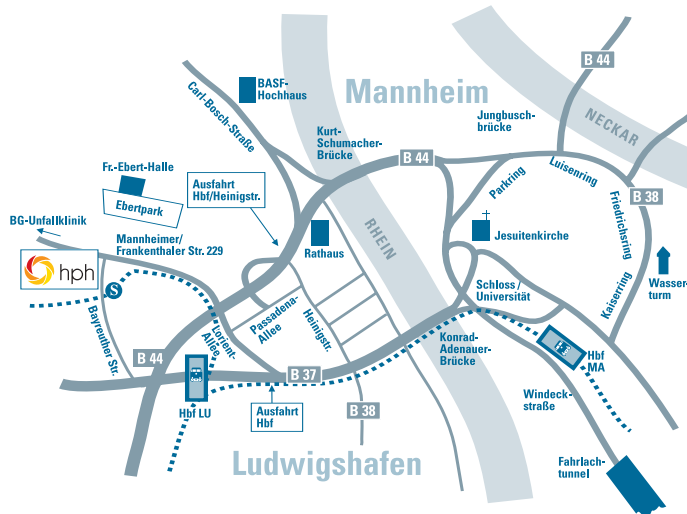 B 44
BASF-
Hochhaus
Mannheim
NECKAR
Carl-Bosch-Straße
Jungbusch-
brücke
Kurt-
Schumacher-
Brücke
B 44
Luisenring
Fr.-Ebert-Halle
Ebertpark
Ausfahrt
Hbf/Heinigstr.
Parkring
B 38
Friedrichsring
BG-Unfallklinik
Mannheimer/
Frankenthaler Str. 229
RHEIN
Rathaus
Jesuitenkirche
hph
S
Wasser-
turm
Schloss/
Universität
Kaiserring
Bayreuther Str.
Lorient-
Allee
Passadena-
Allee
Heinigstr.
Konrad-
Adenauer-
Brücke
B 44
Hbf
MA
B 37
Hbf LU
Ausfahrt
Hbf
B 38
Windeck-
straße
Ludwigshafen
Fahrlach-
tunnel